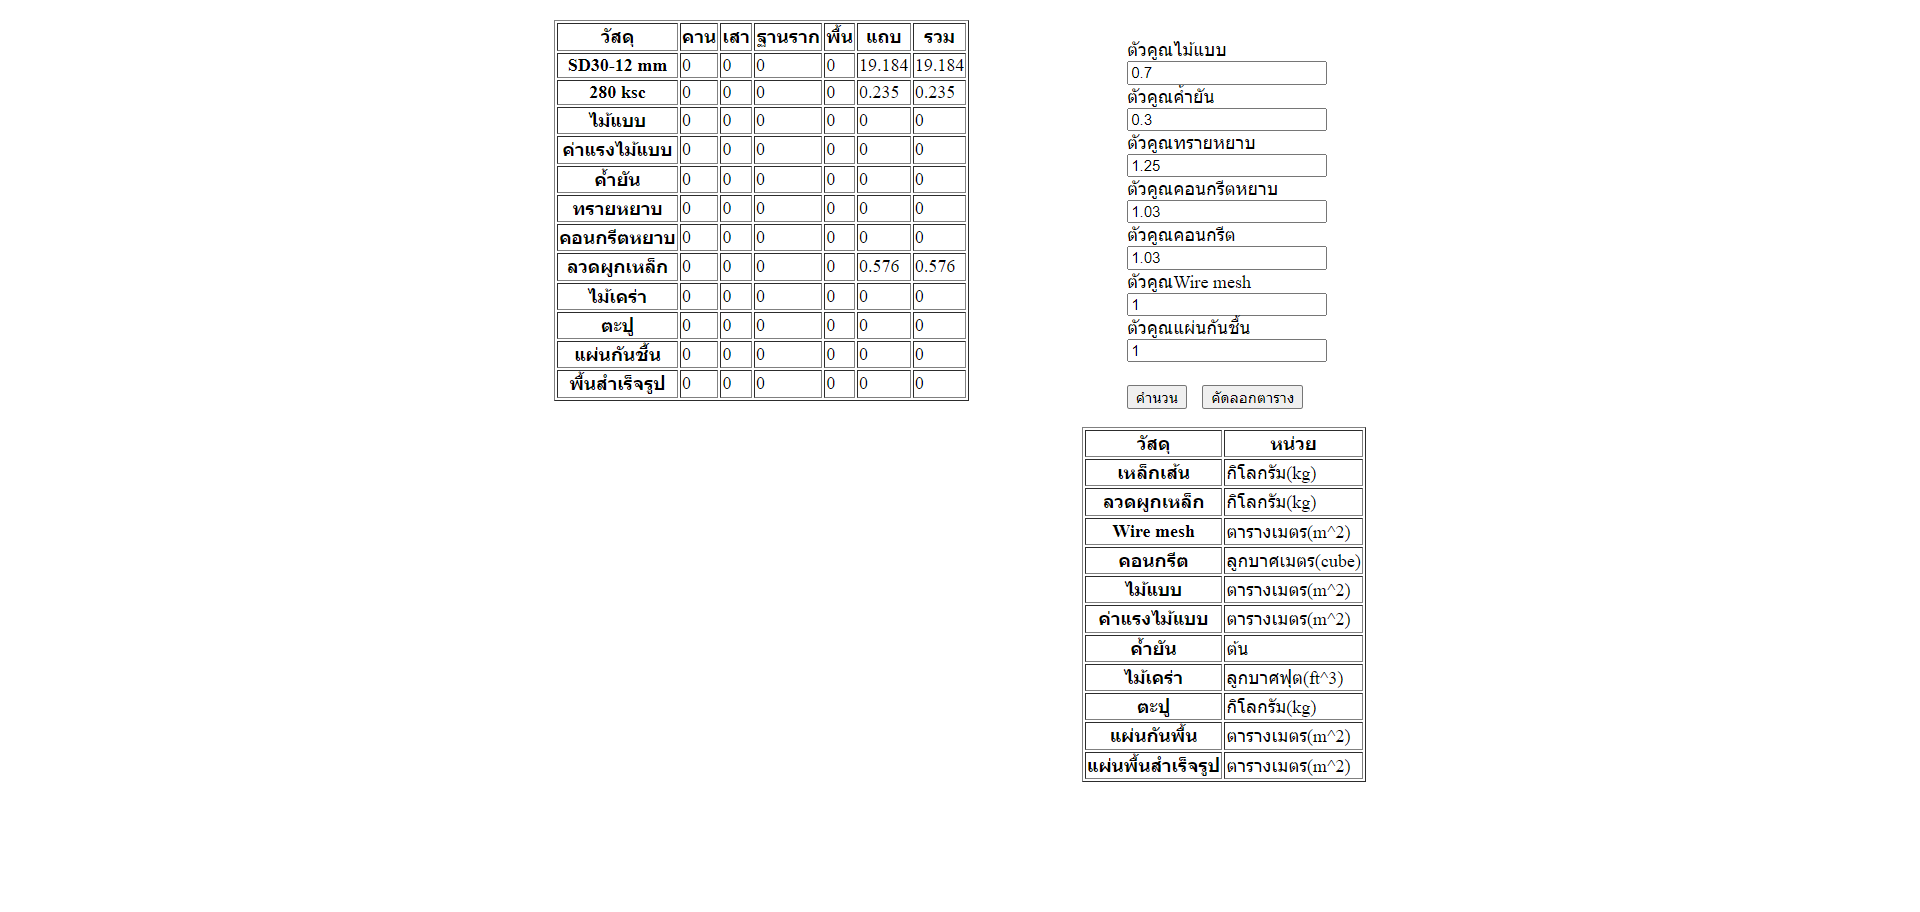 วัสดุ คาน เสา ฐานราก พื้น แถบ รวม
SD30-12 mm 0 0 0 0 19.184 19.184
280 ksc 0 0 0 0 0.235 0.235
ไม้แบบ 0 0 0 0 0 0
ค่าแรงไม้แบบ 0 0 0 0 0 0
ค้ำยัน 0 0 0 0 0 0
ทรายหยาบ 0 0 0 0 0 0
คอนกรีตหยาบ 0 0 0 0 0 0
ลวดผูกเหล็ก 0 0 0 0 0.576 0.576
ไม้เคร่า 0 0 0 0 0 0
ตะปู 0 0 0 0 0 0
แผ่นกันชื้น 0 0 0 0 0 0
พื้นสำเร็จรูป 0 0 0 0 0 0
ตัวคูณไม้แบบ
0.7
ตัวคูณค้ำยัน
0.3
ตัวคูณทรายหยาบ
1.25
ตัวคูณคอนกรีตหยาบ
1.03
ตัวคูณคอนกรีต
1.03
ตัวคูณWire mesh
1
ตัวคูณแผ่นกันชื้น
1
คำนวน คัดลอกตาราง
วัสดุ หน่วย
เหล็กเส้น กิโลกรัม(kg)
ลวดผูกเหล็ก กิโลกรัม(kg)
Wire mesh ตารางเมตร(m^2)
คอนกรีต ลูกบาศเมตร(cube)
ไม้แบบ ตารางเมตร(m^2)
ค่าแรงไม้แบบ ตารางเมตร(m^2)
ค้ำยัน ต้น
ไม้เคร่า ลูกบาศฟุต(ft^3)
ตะปู กิโลกรัม(kg)
แผ่นกันพื้น ตารางเมตร(m^2)
แผ่นพื้นสำเร็จรูป ตารางเมตร(m^2)